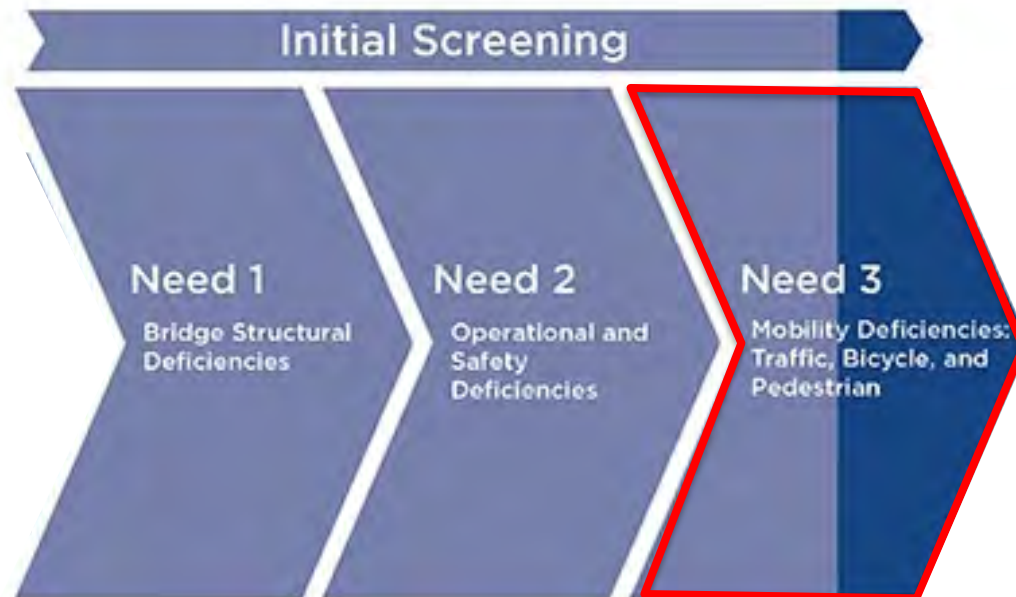 Initial Screening
Need 1
Bridge Structural
Deficiencies
Need 2
Operational and
Safety
Deficiencies
Need 3
Mobility Deficiencies:
Traffic, Bicycle, and
Pedestrian